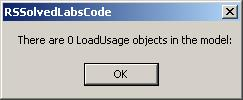 RSSolvedLabsCode
There are 0 LoadUsage objects in the model:
OK